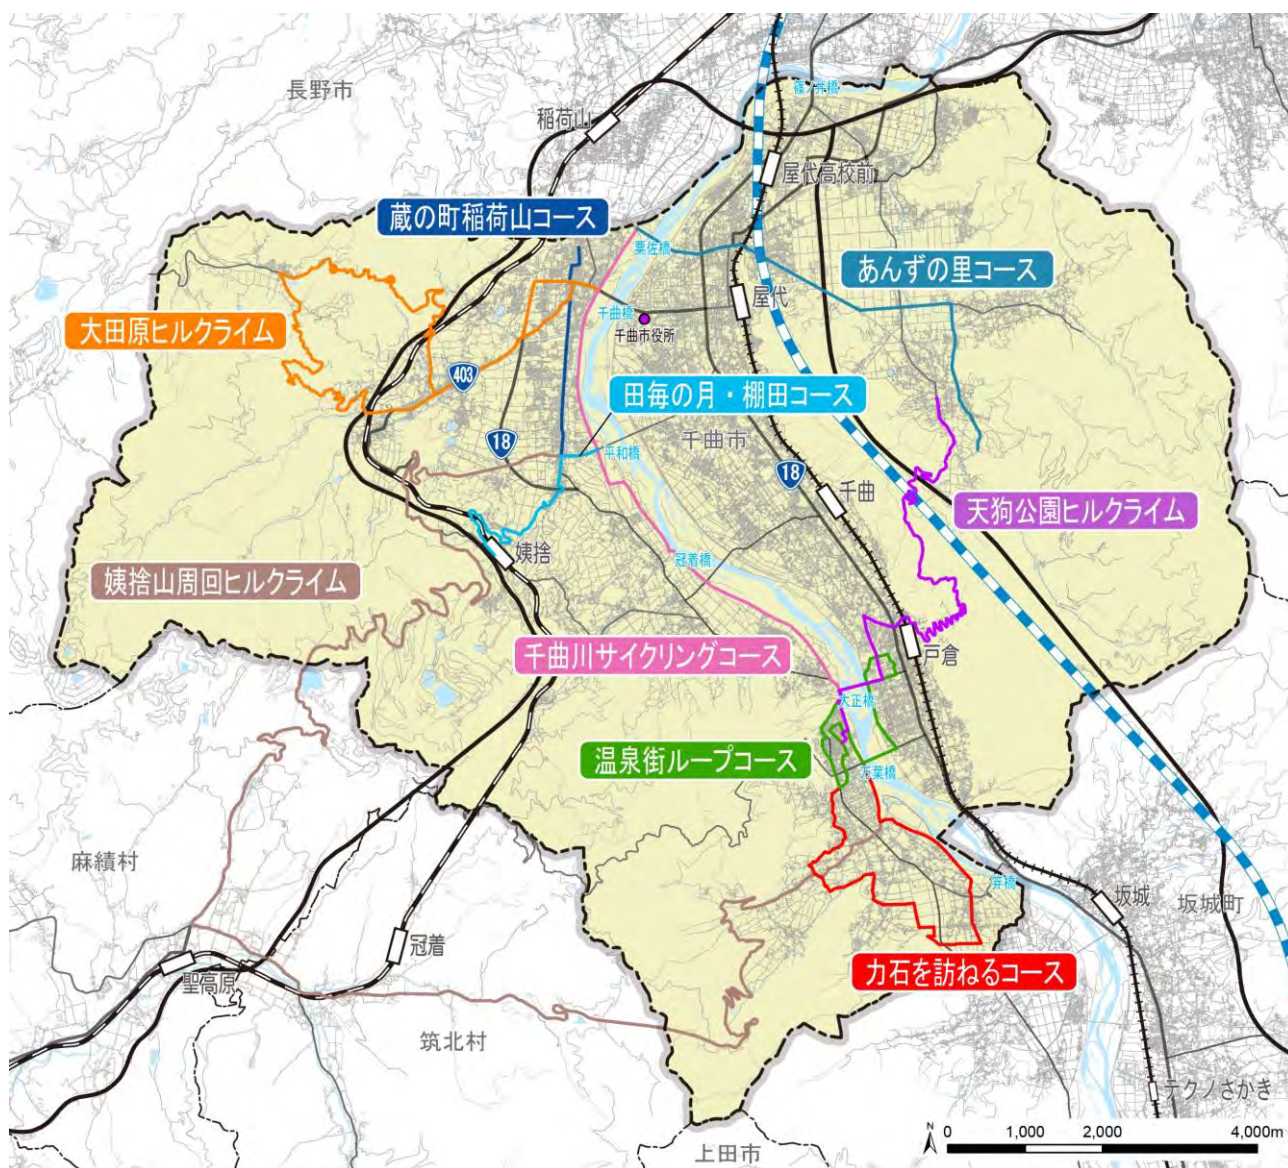 長野市
篠ノ井橋
稲荷山
屋代高校前
蔵の町稲荷山コース
粟佐橋
あんずの里コース
屋代
千曲橋
大田原ヒルクライム
千曲市役所
403
田毎の月・棚田コース
18
千曲市
平和橋
18
千曲
天狗公園ヒルクライム
姨捨
冠着橋
姨捨山周回ヒルクライム
千曲川サイクリングコース
戸倉
大正橋
温泉街ループコース
万葉橋
麻績村
笄橋
坂城
坂城町
冠着
聖高原
力石を訪ねるコース
筑北村
テクノさかき
上田市
N
0 1,000 2,000 4,000m